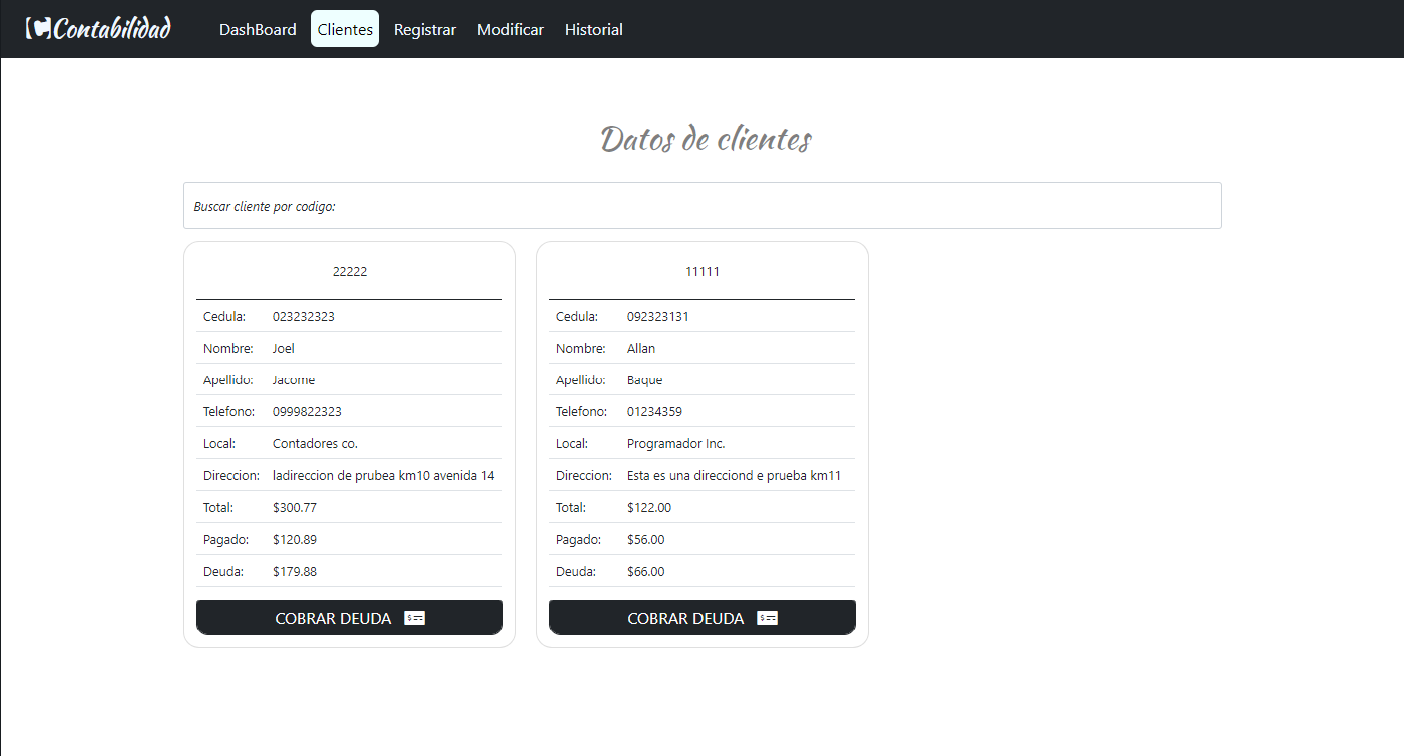 Contabilidad DashBoard Clientes Registrar Modificar Historial
Datos de clientes
Buscar cliente por codigo:
22222
Cedula: 023232323
Nombre: Joel
Apellido: Jacome
Telefono: 0999822323
Local: Contadores co.
Direccion: ladireccion de prubea km10 avenida 14
Total: $300.77
Pagado: $120.89
Deuda: $179.88
COBRAR DEUDA
11111
Cedula: 092323131
Nombre: Allan
Apellido: Baque
Telefono: 01234359
Local: Programador Inc.
Direccion: Esta es una direcciond e prueba km11
Total: $122.00
Pagado: $56.00
Deuda: $66.00
COBRAR DEUDA